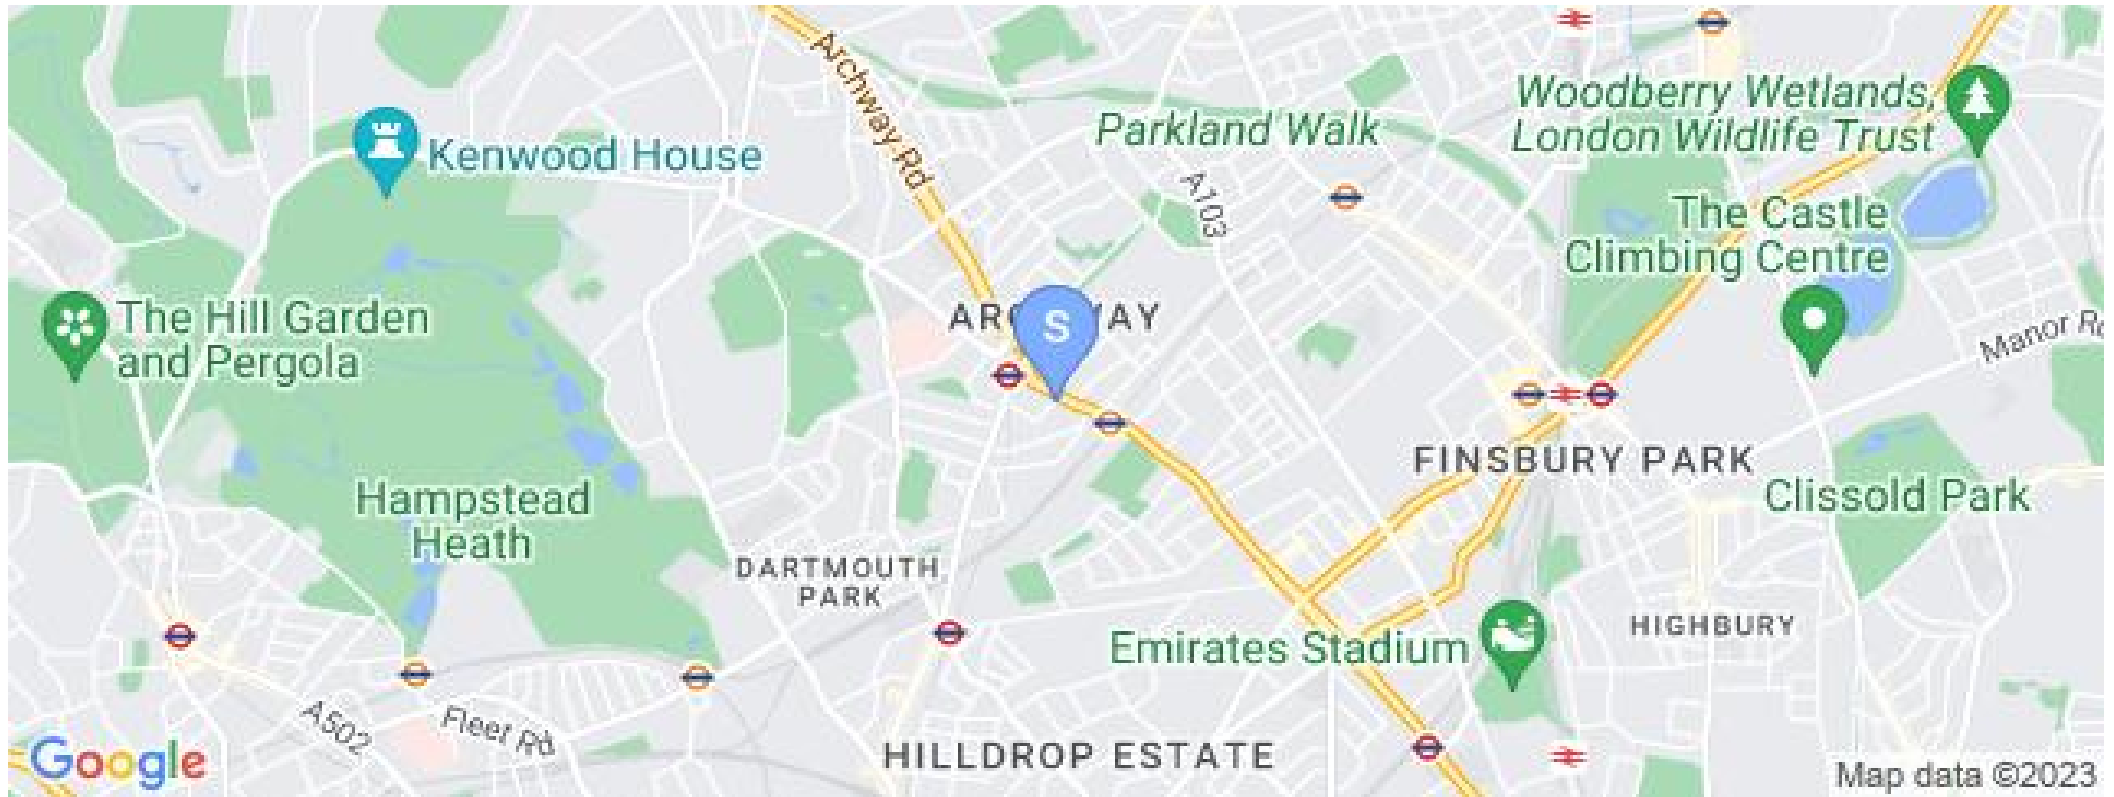 Archway Rd
Woodberry Wetlands,
London Wildlife Trust
Parkland Walk
Kenwood House
A103
The Castle
Climbing Centre
The Hill Garden
and Pergola
S
Manor Rd
FINSBURY PARK
Hampstead
Heath
Clissold Park
DARTMOUTH
PARK
HIGHBURY
Emirates Stadium
A502
Fleet Rd
HILLDROP ESTATE
Google
Map data ©2023